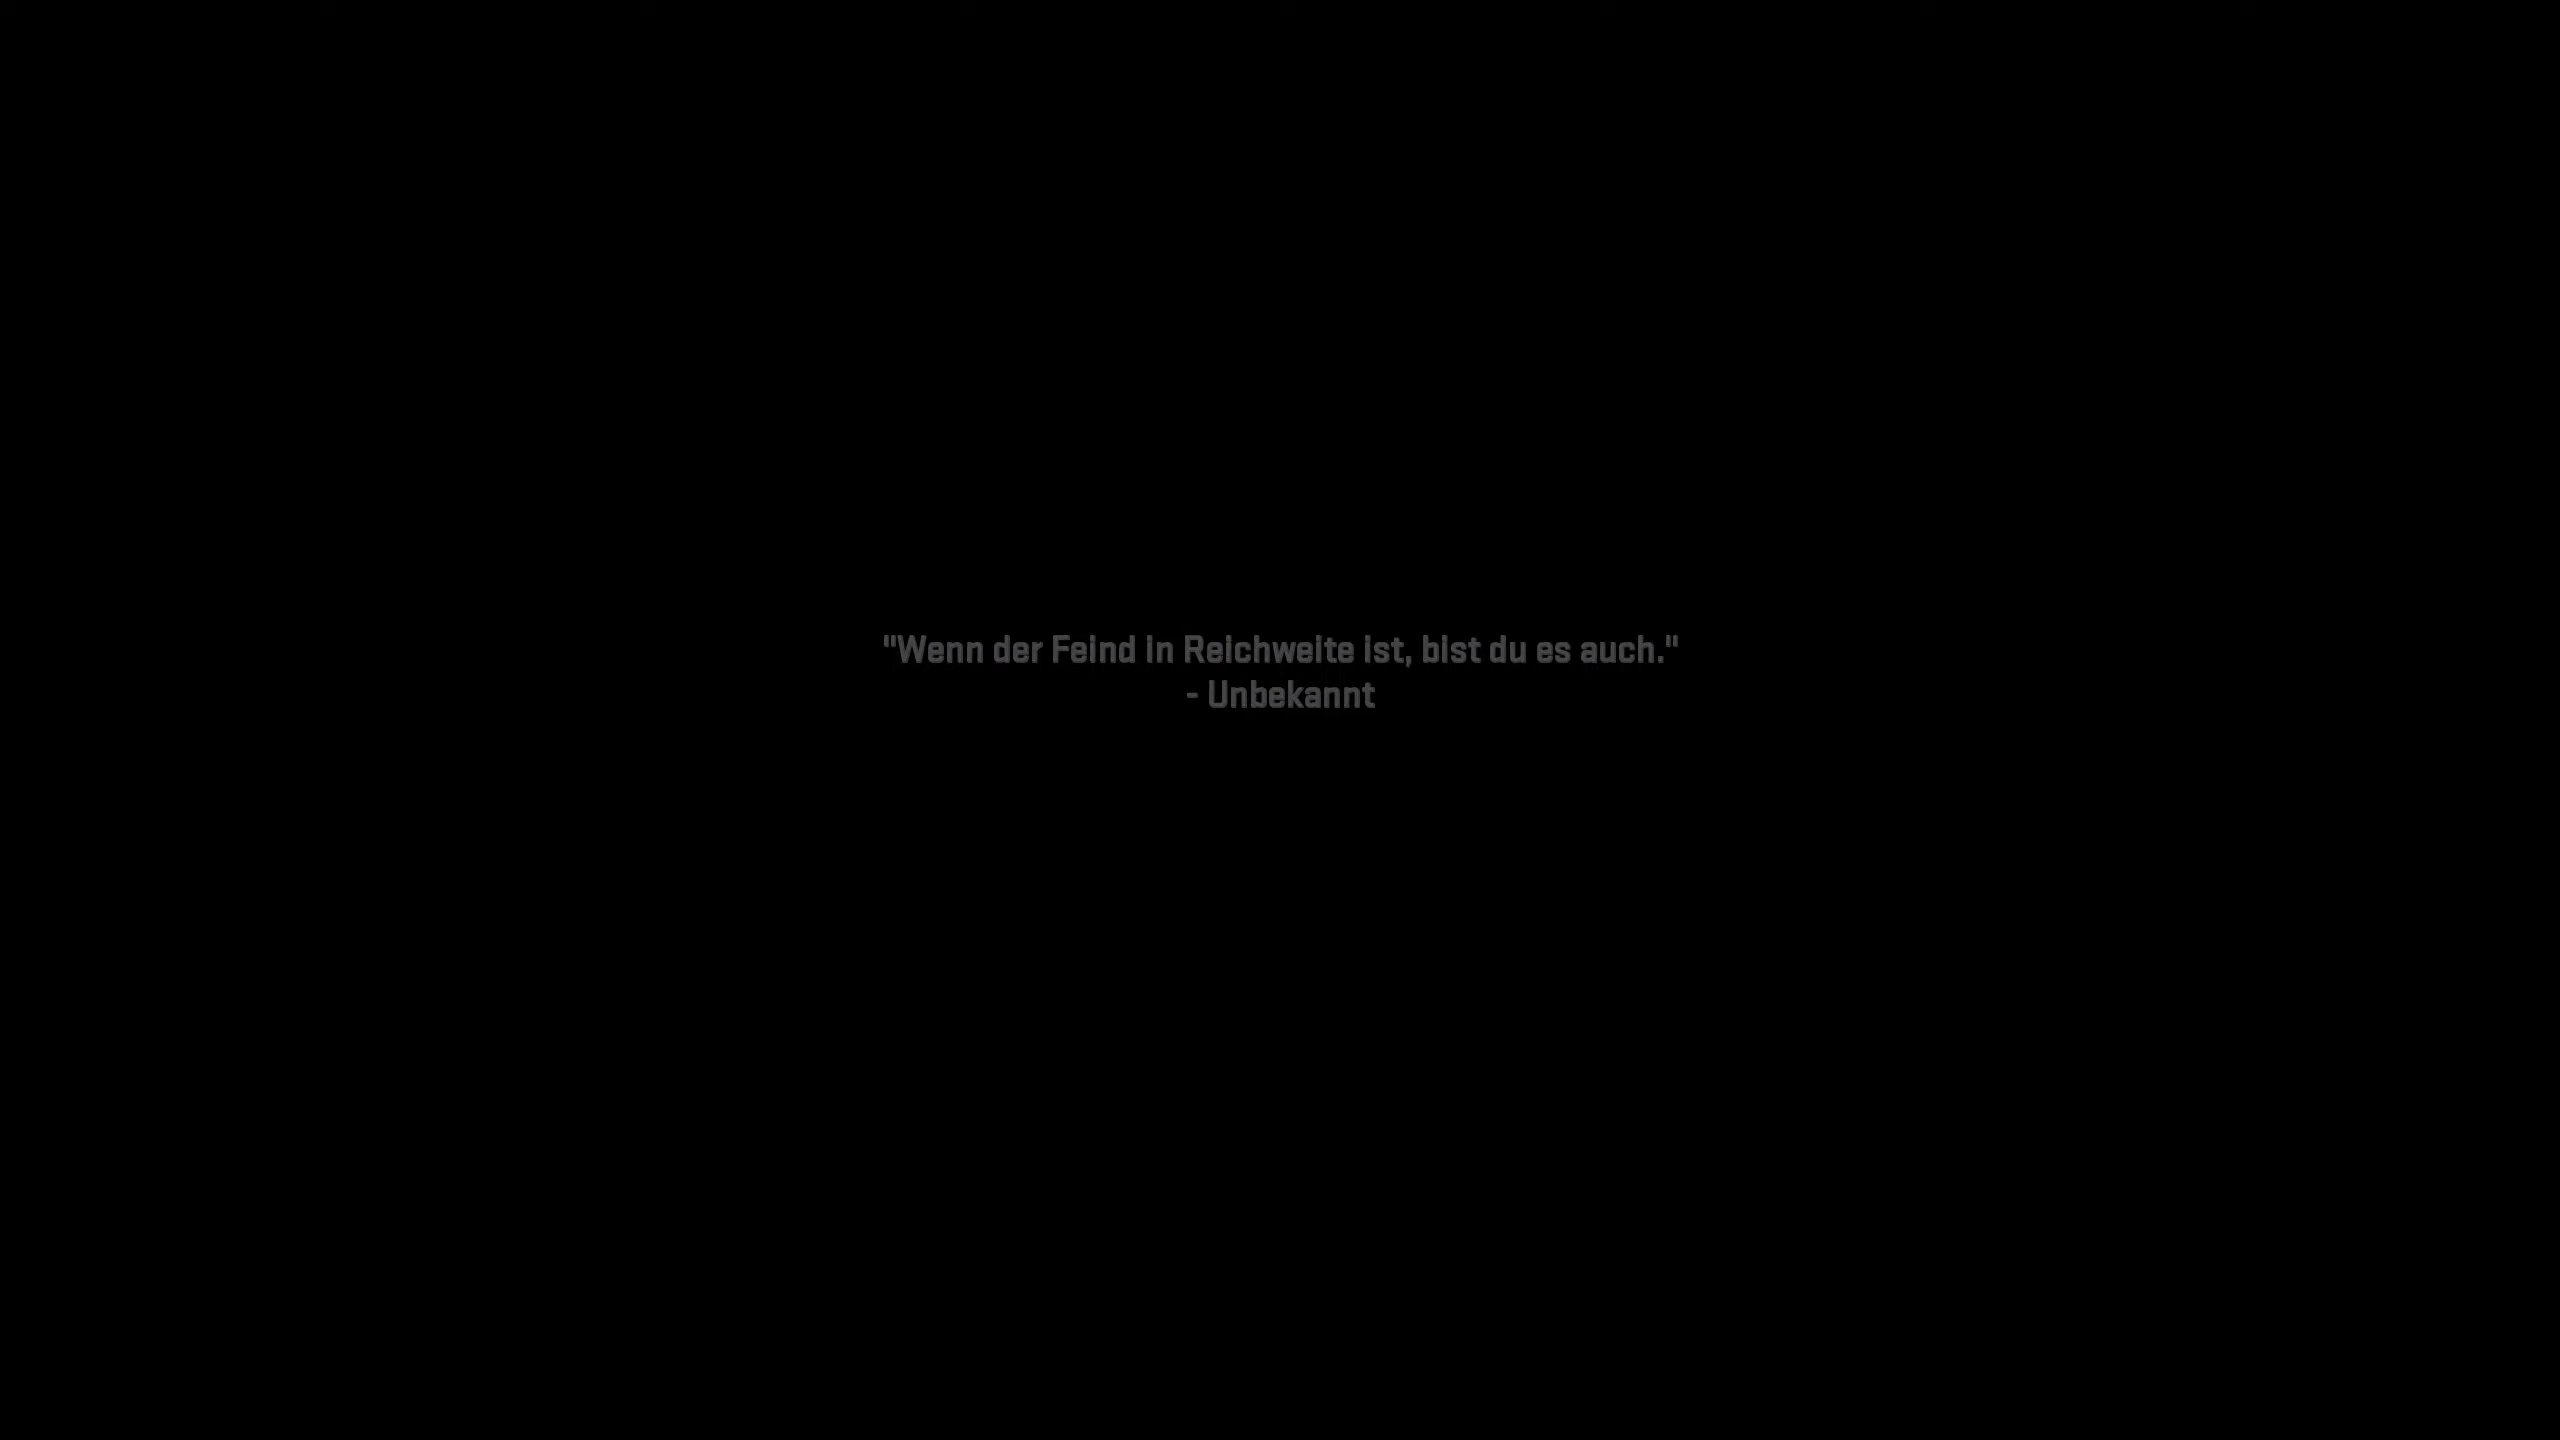 "Wenn der Feind in Reichweite ist, bist du es auch."
- Unbekannt